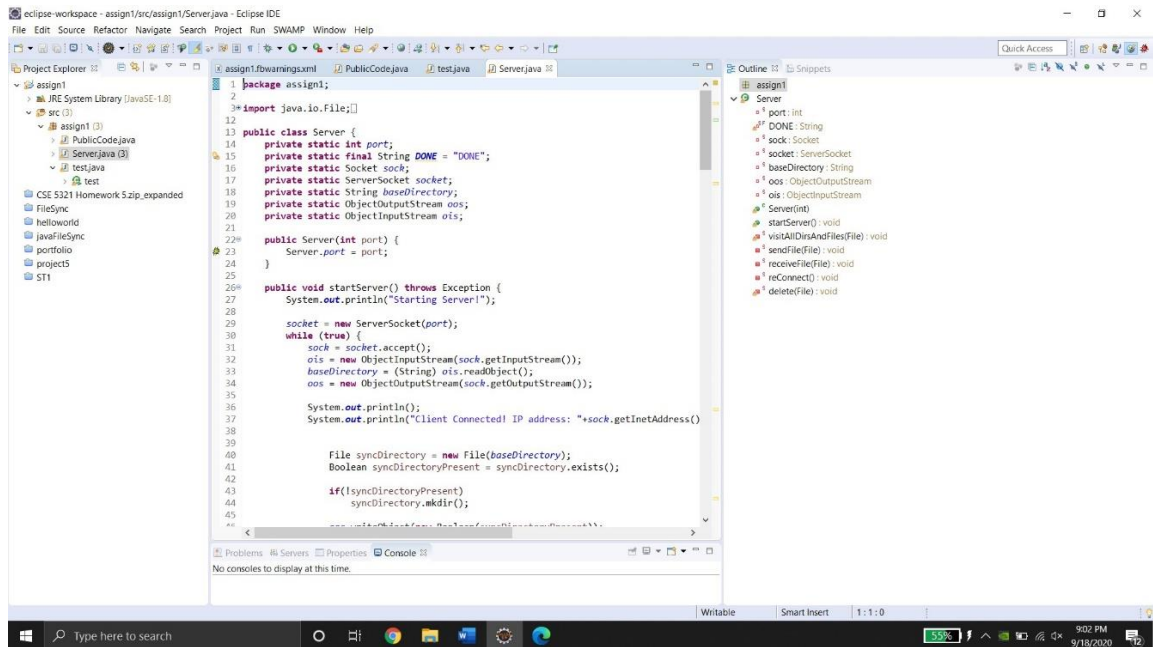 eclipse-workspace - assign1/src/assign1/Server.java - Eclipse IDE
File Edit Source Refactor Navigate Search Project Run SWAMP Window Help
Quick Access
Project Explorer
assign1
JRE System Library [JavaSE-1.8]
src (3)
assign1 (3)
PublicCode.java
Server.java (3)
test.java
test
CSE 5321 Homework 5.zip_expanded
FileSync
helloworld
javaFileSync
portfolio
project5
ST1
assign1.fbwarnings.xml PublicCode.java test.java Server.java
1 package assign1;
2
3 import java.io.File;
12
13 public class Server {
14 private static int port;
15 private static final String DONE = "DONE";
16 private static Socket sock;
17 private static ServerSocket socket;
18 private static String baseDirectory;
19 private static ObjectOutputStream oos;
20 private static ObjectInputStream ois;
21
22 public Server(int port) {
23 Server.port = port;
24 }
25
26 public void startServer() throws Exception {
27 System.out.println("Starting Server!");
28
29 socket = new ServerSocket(port);
30 while (true) {
31 sock = socket.accept();
32 ois = new ObjectInputStream(sock.getInputStream());
33 baseDirectory = (String) ois.readObject();
34 oos = new ObjectOutputStream(sock.getOutputStream());
35
36 System.out.println();
37 System.out.println("Client Connected! IP address: "+sock.getInetAddress()
38
39
40 File syncDirectory = new File(baseDirectory);
41 Boolean syncDirectoryPresent = syncDirectory.exists();
42
43 if(!syncDirectoryPresent)
44 syncDirectory.mkdir();
45
Outline Snippets
assign1
Server
port : int
DONE : String
sock : Socket
socket : ServerSocket
baseDirectory : String
oos : ObjectOutputStream
ois : ObjectInputStream
Server(int)
startServer() : void
visitAllDirsAndFiles(File) : void
sendFile(File) : void
receiveFile(File) : void
reConnect() : void
delete(File) : void
Problems Servers Properties Console
No consoles to display at this time.
Writable Smart Insert 1 : 1 : 0
Type here to search
55%
9:02 PM
9/18/2020
12